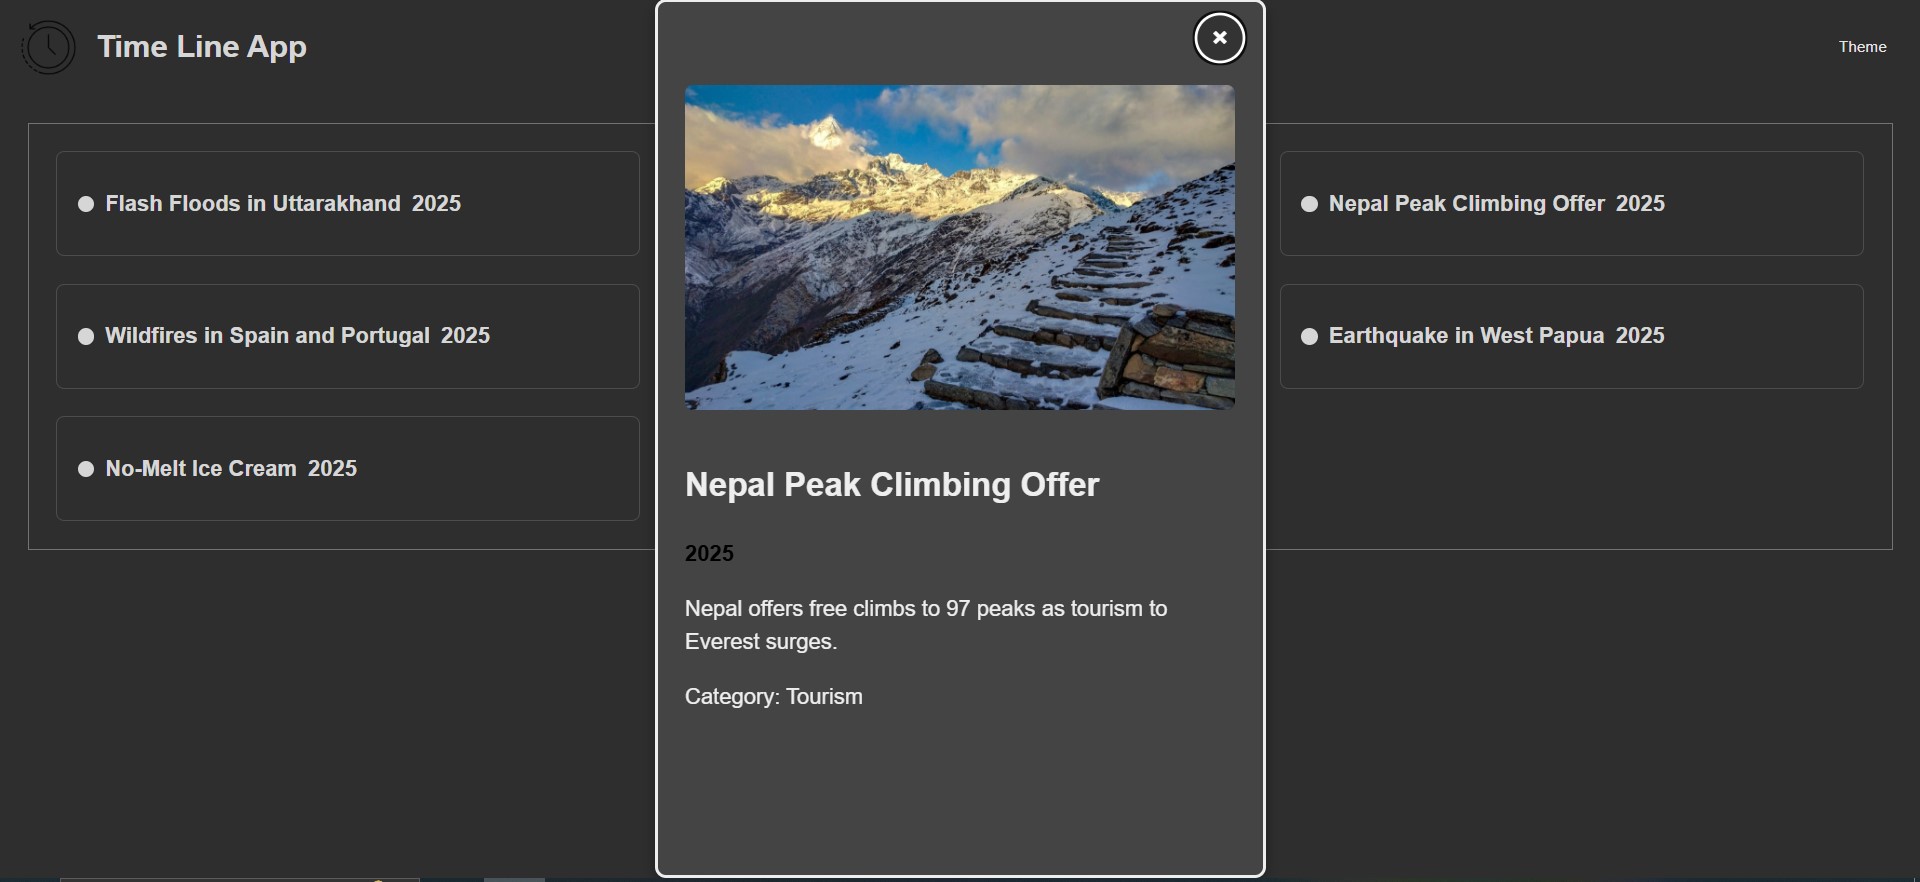 Time Line App
Theme
Flash Floods in Uttarakhand 2025
Wildfires in Spain and Portugal 2025
No-Melt Ice Cream 2025
Nepal Peak Climbing Offer
2025
Nepal offers free climbs to 97 peaks as tourism to
Everest surges.
Category: Tourism
Nepal Peak Climbing Offer 2025
Earthquake in West Papua 2025